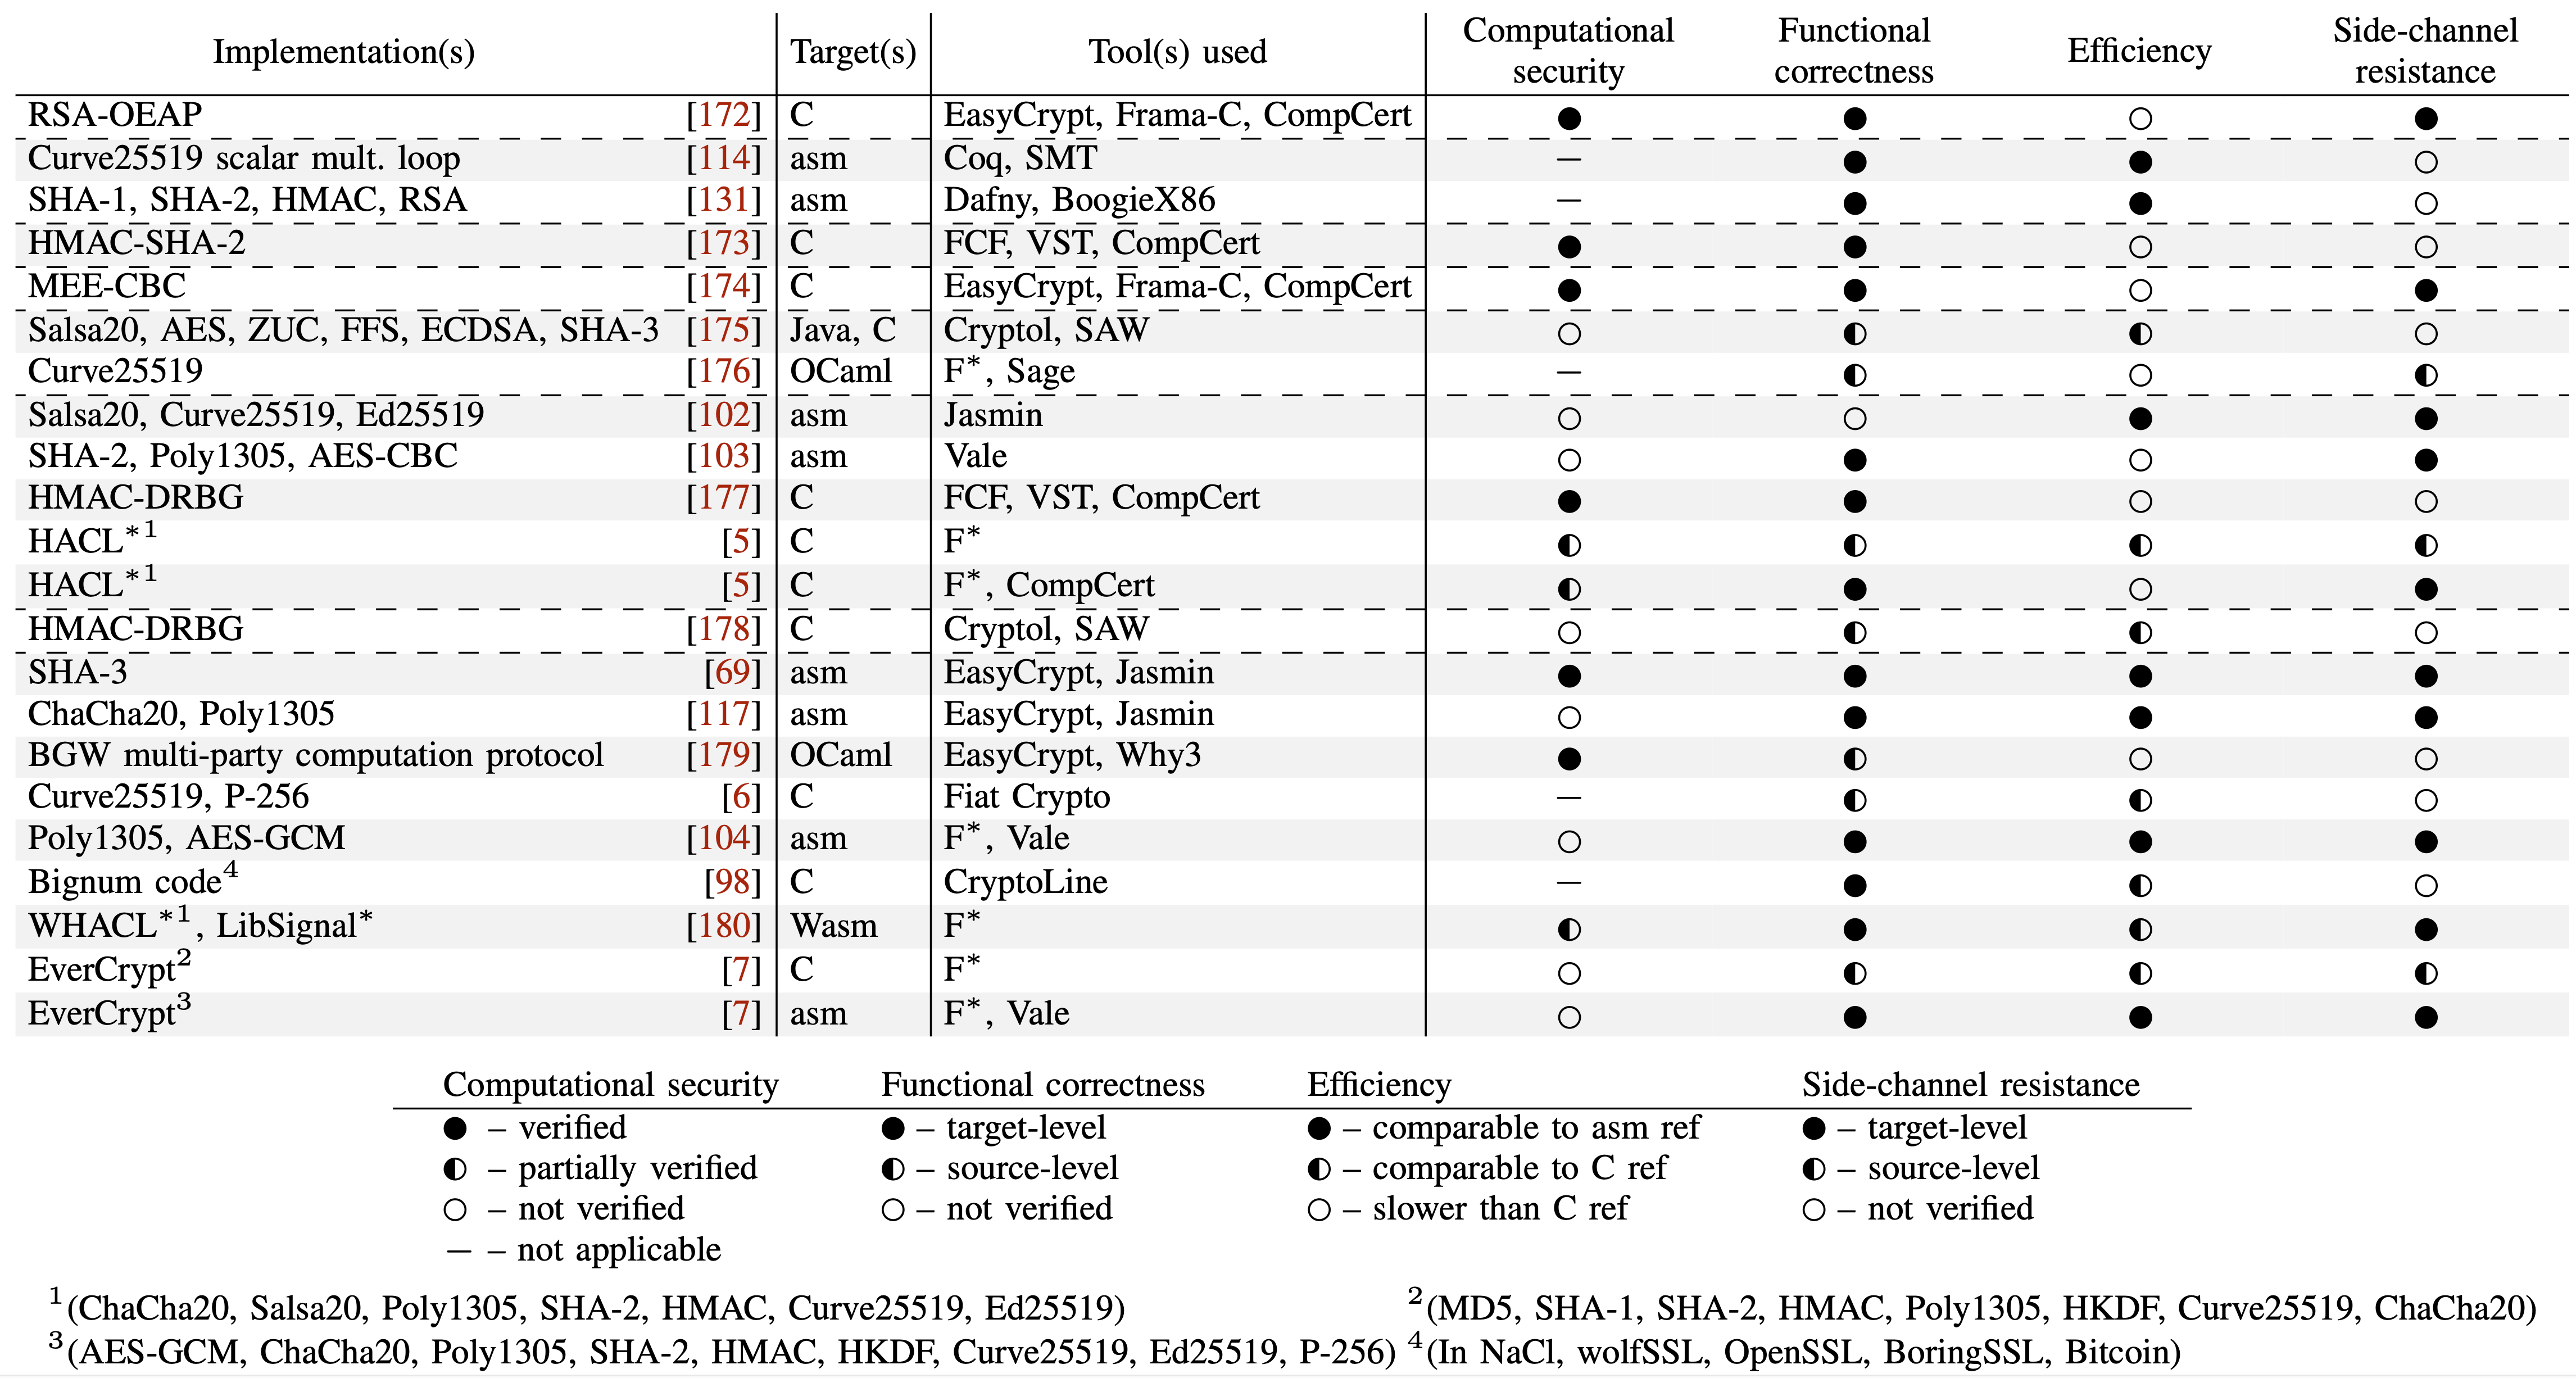 Implementation(s) Target(s) Tool(s) used Computational security Functional correctness Efficiency Side-channel resistance
RSA-OEAP [172] C EasyCrypt, Frama-C, CompCert ● ● ○ ●
Curve25519 scalar mult. loop [114] asm Coq, SMT — ● ● ○
SHA-1, SHA-2, HMAC, RSA [131] asm Dafny, BoogieX86 — ● ● ○
HMAC-SHA-2 [173] C FCF, VST, CompCert ● ● ○ ○
MEE-CBC [174] C EasyCrypt, Frama-C, CompCert ● ● ○ ●
Salsa20, AES, ZUC, FFS, ECDSA, SHA-3 [175] Java, C Cryptol, SAW ○ ◐ ◐ ○
Curve25519 [176] OCaml F*, Sage — ◐ ○ ◐
Salsa20, Curve25519, Ed25519 [102] asm Jasmin ○ ○ ● ●
SHA-2, Poly1305, AES-CBC [103] asm Vale ○ ● ○ ●
HMAC-DRBG [177] C FCF, VST, CompCert ● ● ○ ○
HACL*¹ [5] C F* ◐ ◐ ◐ ◐
HACL*¹ [5] C F*, CompCert ◐ ● ○ ●
HMAC-DRBG [178] C Cryptol, SAW ○ ◐ ◐ ○
SHA-3 [69] asm EasyCrypt, Jasmin ● ● ● ●
ChaCha20, Poly1305 [117] asm EasyCrypt, Jasmin ○ ● ● ●
BGW multi-party computation protocol [179] OCaml EasyCrypt, Why3 ● ◐ ○ ○
Curve25519, P-256 [6] C Fiat Crypto — ◐ ◐ ○
Poly1305, AES-GCM [104] asm F*, Vale ○ ● ● ●
Bignum code⁴ [98] C CryptoLine — ● ◐ ○
WHACL*¹, LibSignal* [180] Wasm F* ◐ ● ◐ ●
EverCrypt² [7] C F* ○ ◐ ◐ ◐
EverCrypt³ [7] asm F*, Vale ○ ● ● ●
Computational security Functional correctness Efficiency Side-channel resistance
● – verified ● – target-level ● – comparable to asm ref ● – target-level
◐ – partially verified ◐ – source-level ◐ – comparable to C ref ◐ – source-level
○ – not verified ○ – not verified ○ – slower than C ref ○ – not verified
— – not applicable
¹(ChaCha20, Salsa20, Poly1305, SHA-2, HMAC, Curve25519, Ed25519) ²(MD5, SHA-1, SHA-2, HMAC, Poly1305, HKDF, Curve25519, ChaCha20)
³(AES-GCM, ChaCha20, Poly1305, SHA-2, HMAC, HKDF, Curve25519, Ed25519, P-256) ⁴(In NaCl, wolfSSL, OpenSSL, BoringSSL, Bitcoin)